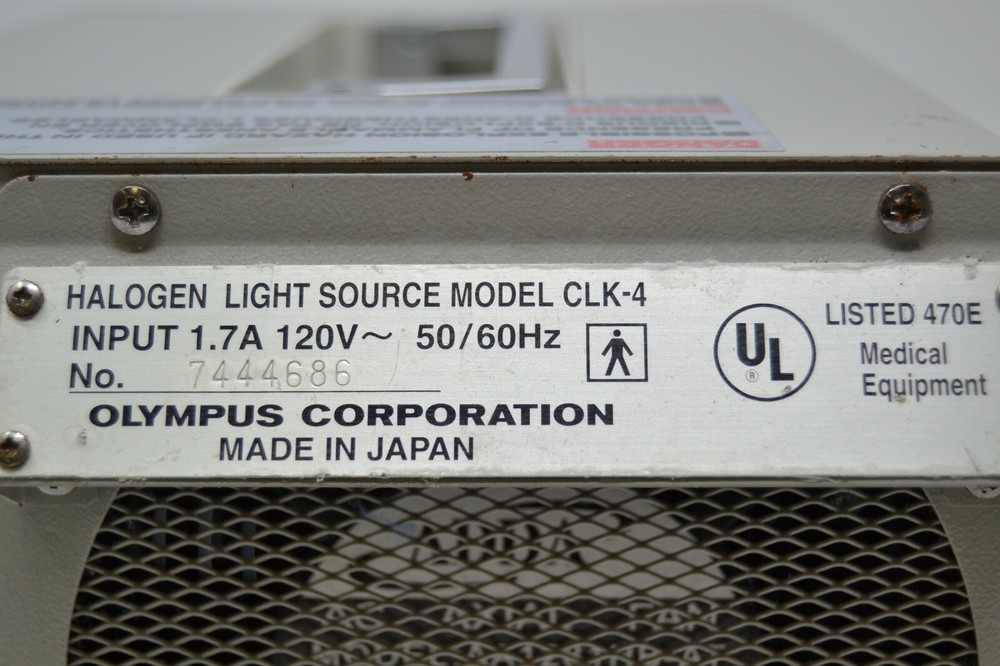 DANGER
HALOGEN LIGHT SOURCE MODEL CLK-4
INPUT 1.7A 120V~ 50/60Hz
No. 7444686
OLYMPUS CORPORATION
MADE IN JAPAN
UL
®
LISTED 470E
Medical
Equipment